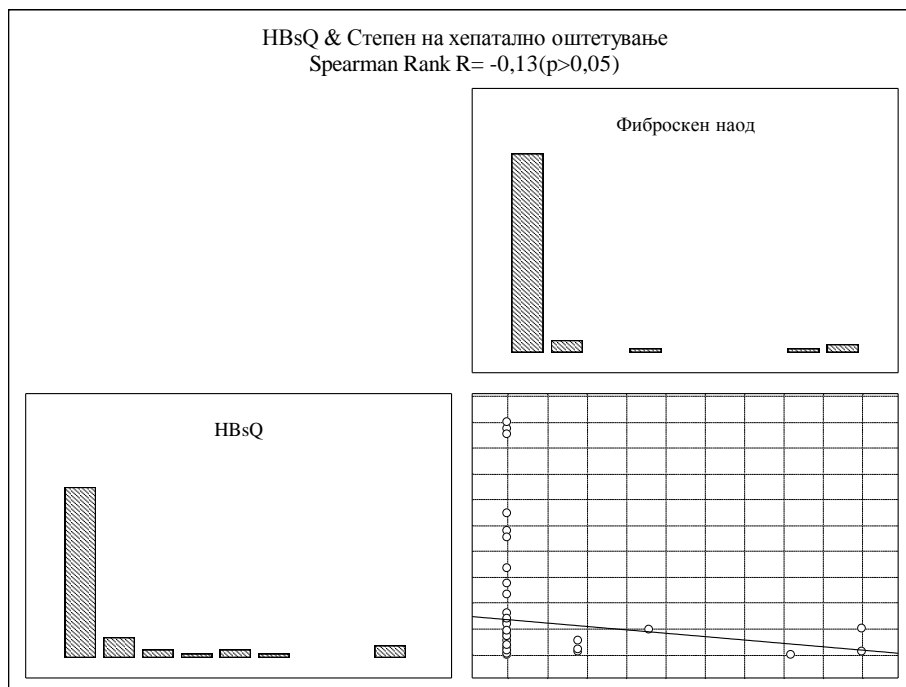 HBsQ & Степен на хепатално оштетување
Spearman Rank R= -0,13(p>0,05)
Фиброскен наод
HBsQ